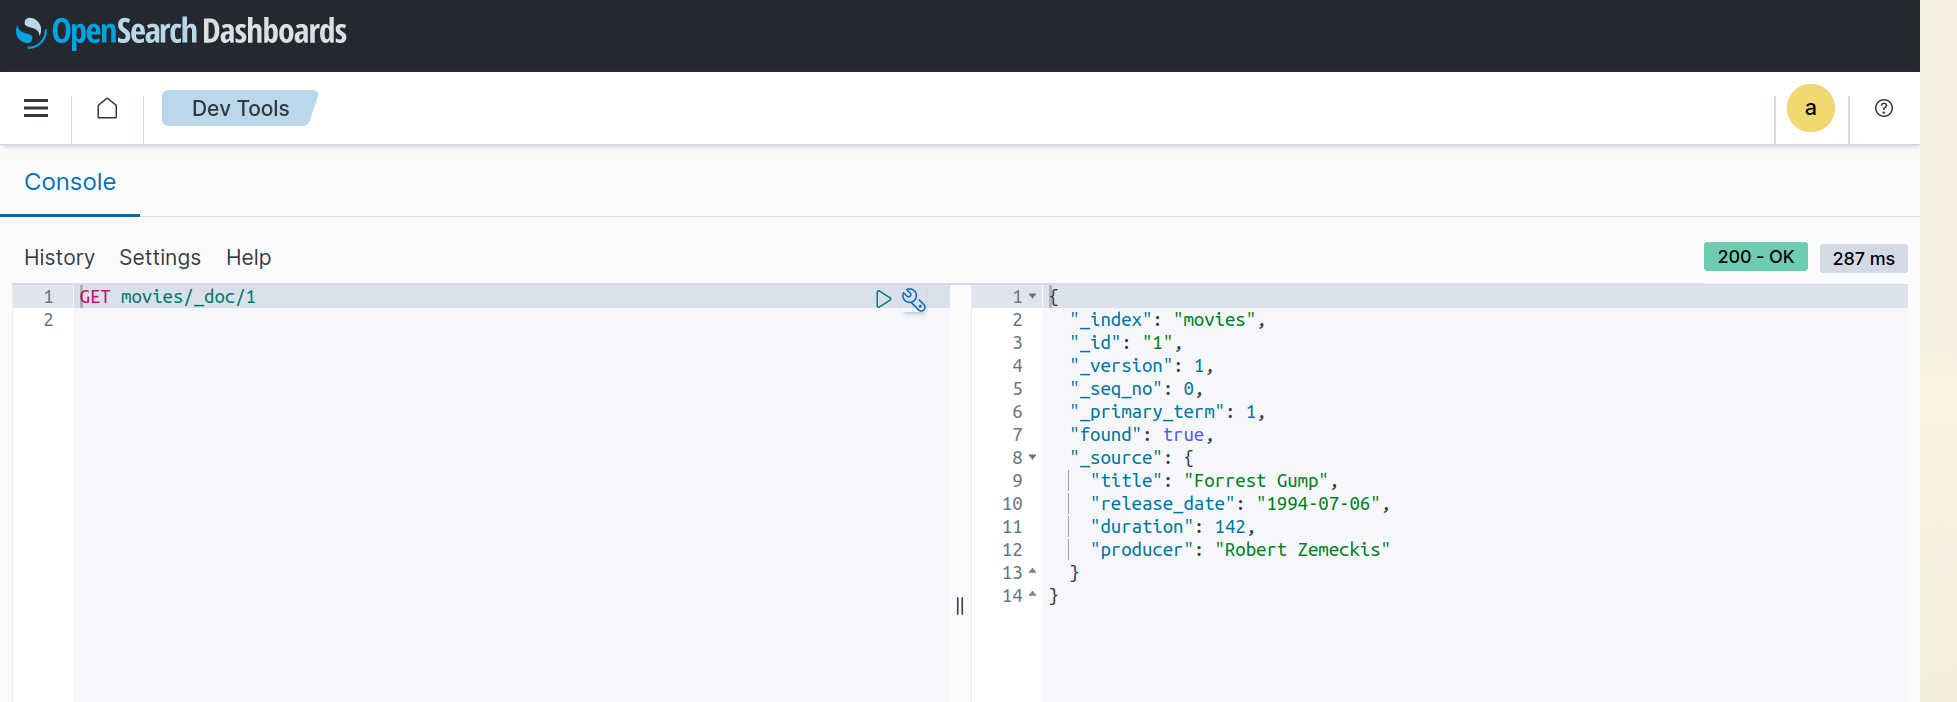 OpenSearch Dashboards
Dev Tools
a
Console
History Settings Help
200 - OK
287 ms
1 GET movies/_doc/1
2
1 {
2 "_index": "movies",
3 "_id": "1",
4 "_version": 1,
5 "_seq_no": 0,
6 "_primary_term": 1,
7 "found": true,
8 "_source": {
9 "title": "Forrest Gump",
10 "release_date": "1994-07-06",
11 "duration": 142,
12 "producer": "Robert Zemeckis"
13 }
14 }